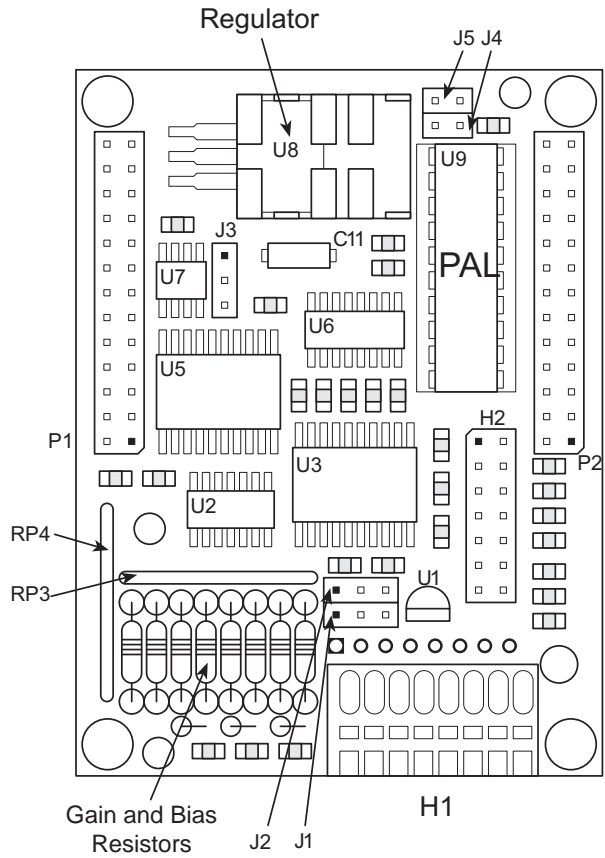 Regulator
J5 J4
U8
U9
J3
C11
PAL
U7
U6
U5
H2
P1
U3
P2
U2
RP4
U1
RP3
H1
Gain and Bias
Resistors
J2
J1